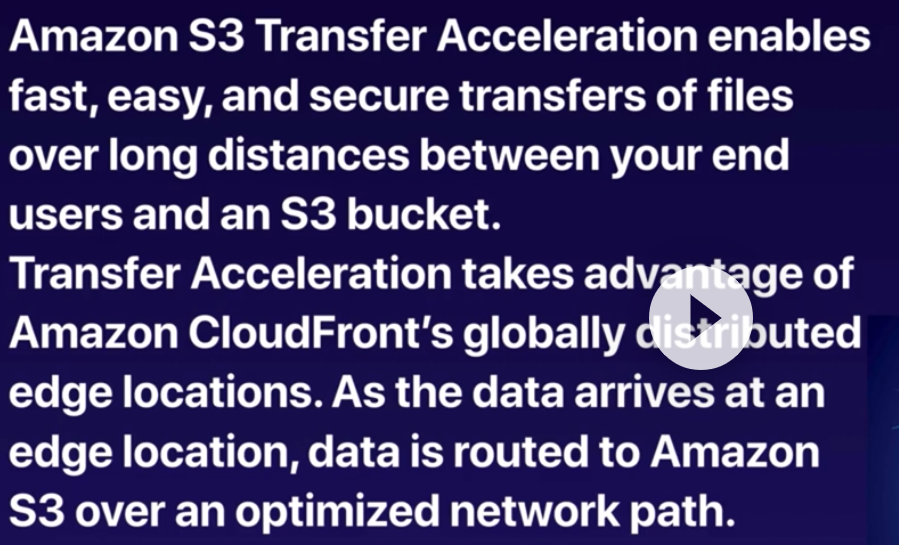 Amazon S3 Transfer Acceleration enables
fast, easy, and secure transfers of files
over long distances between your end
users and an S3 bucket.
Transfer Acceleration takes advantage of
Amazon CloudFront’s globally distributed
edge locations. As the data arrives at an
edge location, data is routed to Amazon
S3 over an optimized network path.